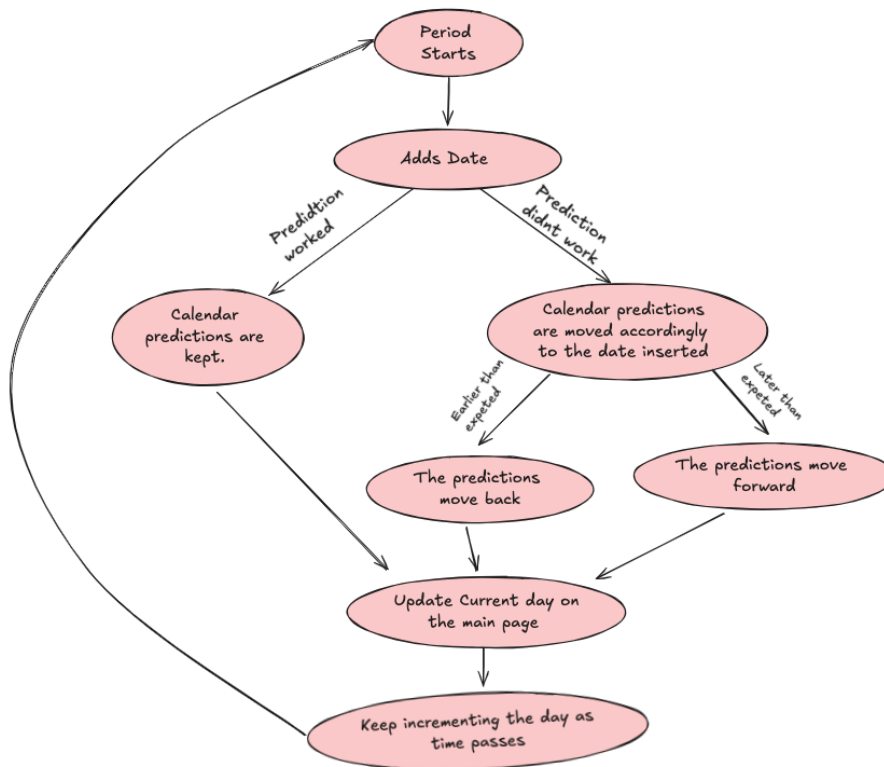 Period
Starts
Adds Date
Predidtion
worked
Prediction
didnt work
Calendar
predictions are
kept.
Calendar predictions
are moved accordingly
to the date inserted
Earlier than
expeted
Later than
expeted
The predictions
move back
The predictions move
forward
Update Current day on
the main page
Keep incrementing the day as
time passes